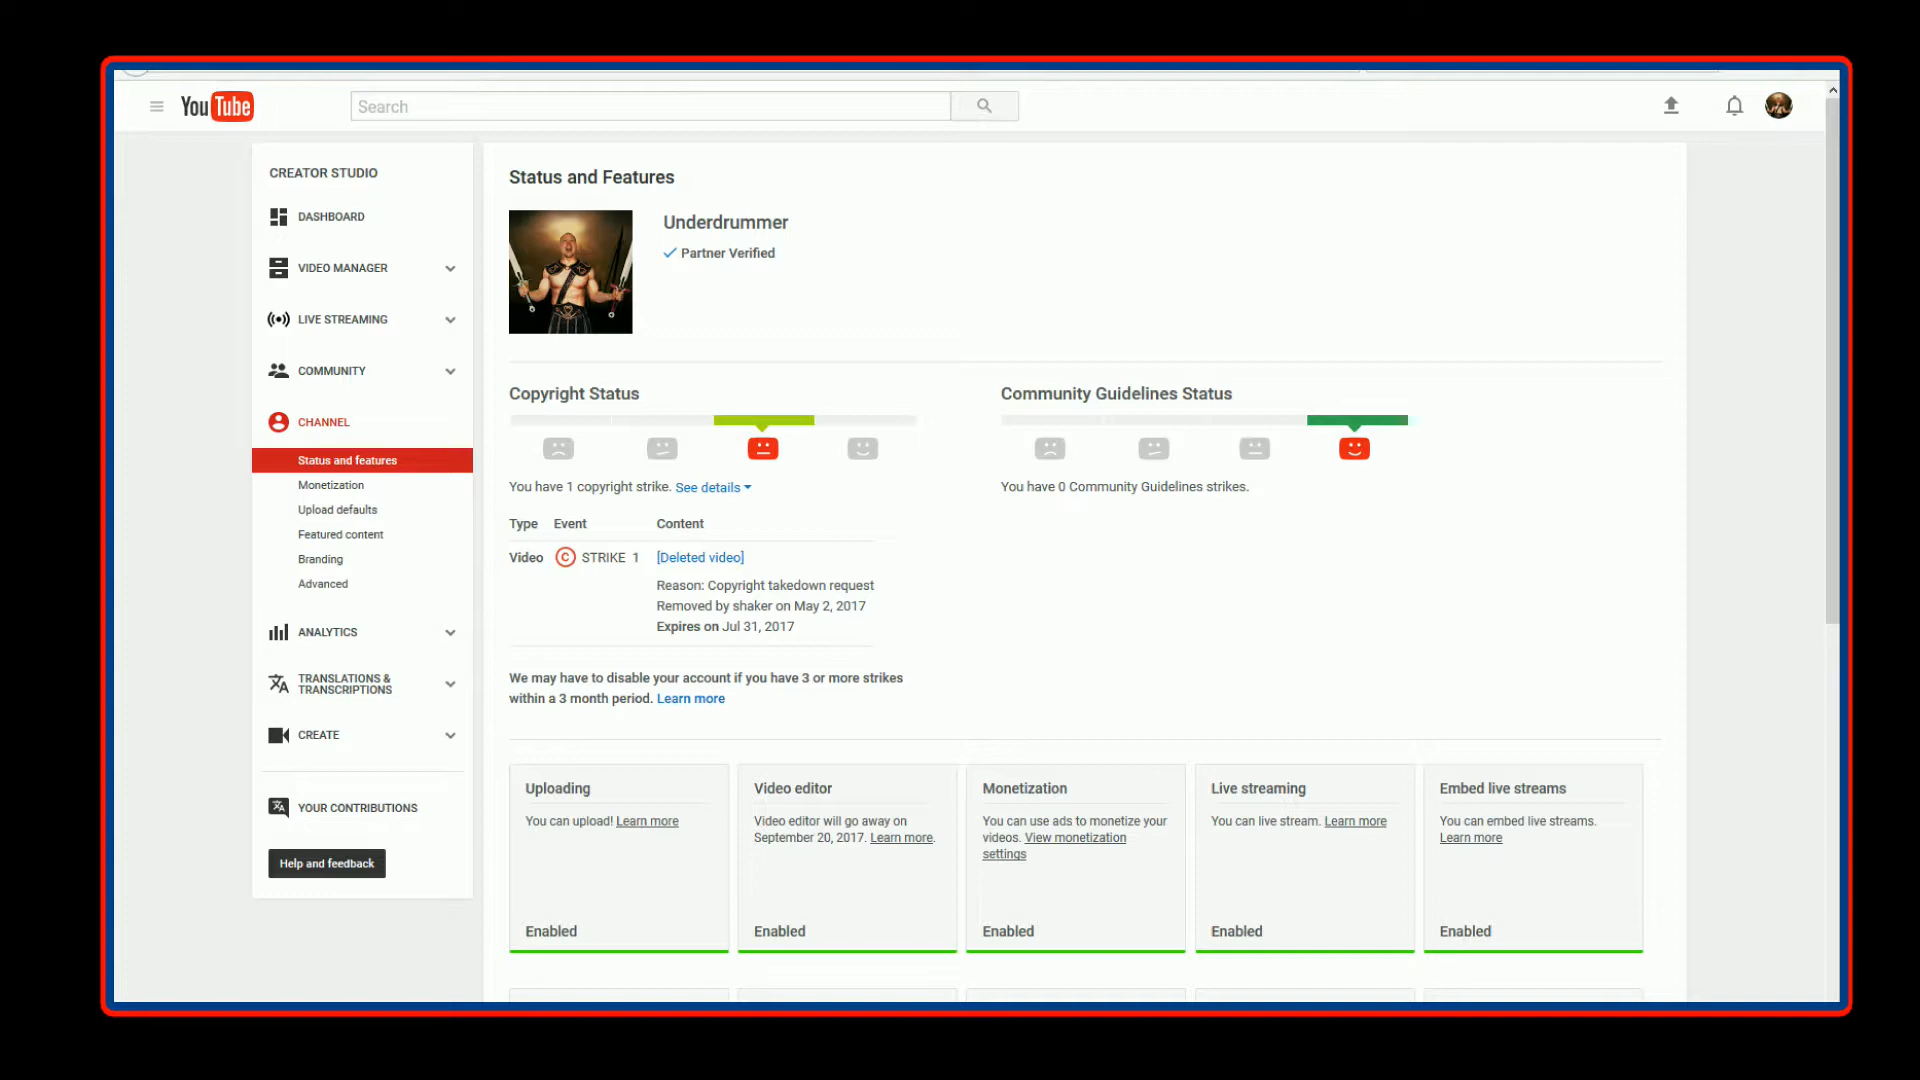 YouTube
Search
CREATOR STUDIO
DASHBOARD
VIDEO MANAGER
LIVE STREAMING
COMMUNITY
CHANNEL
Status and features
Monetization
Upload defaults
Featured content
Branding
Advanced
ANALYTICS
TRANSLATIONS &
TRANSCRIPTIONS
CREATE
YOUR CONTRIBUTIONS
Help and feedback
Status and Features
Underdrummer
Partner Verified
Copyright Status
You have 1 copyright strike. See details
Type Event Content
Video C STRIKE 1 [Deleted video]
Reason: Copyright takedown request
Removed by shaker on May 2, 2017
Expires on Jul 31, 2017
We may have to disable your account if you have 3 or more strikes
within a 3 month period. Learn more
Community Guidelines Status
You have 0 Community Guidelines strikes.
Uploading
You can upload! Learn more
Enabled
Video editor
Video editor will go away on
September 20, 2017. Learn more.
Enabled
Monetization
You can use ads to monetize your
videos. View monetization
settings
Enabled
Live streaming
You can live stream. Learn more
Enabled
Embed live streams
You can embed live streams.
Learn more
Enabled